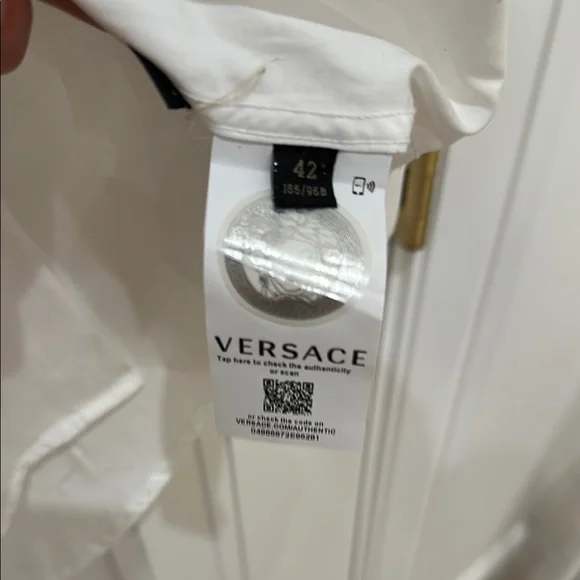 42
185/96B
VERSACE
Tap here to check the authenticity
or scan
or check the code on
VERSACE.COM/AUTHENTIC